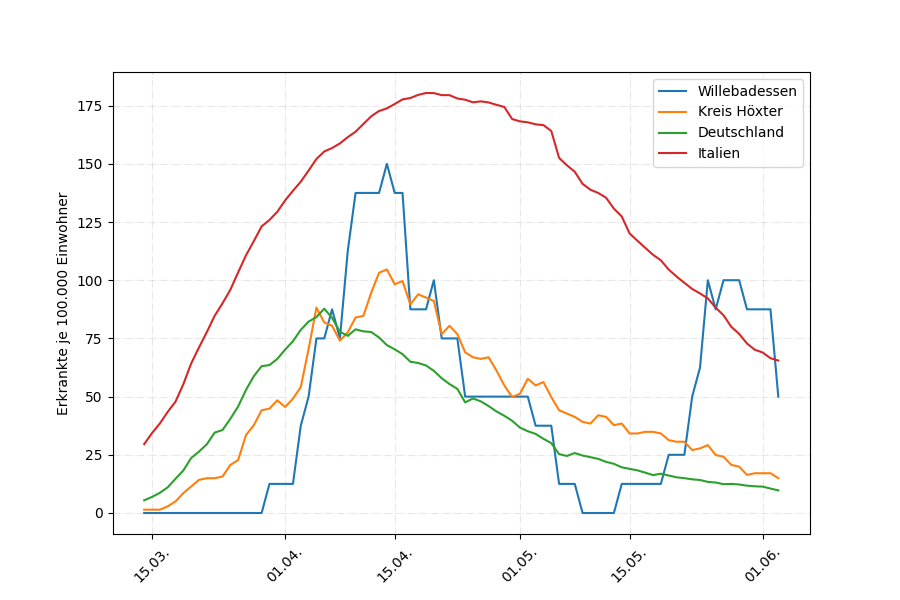 Willebadessen
Kreis Höxter
Deutschland
Italien
Erkrankte je 100.000 Einwohner
175
150
125
100
75
50
25
0
15.03.
01.04.
15.04.
01.05.
15.05.
01.06.